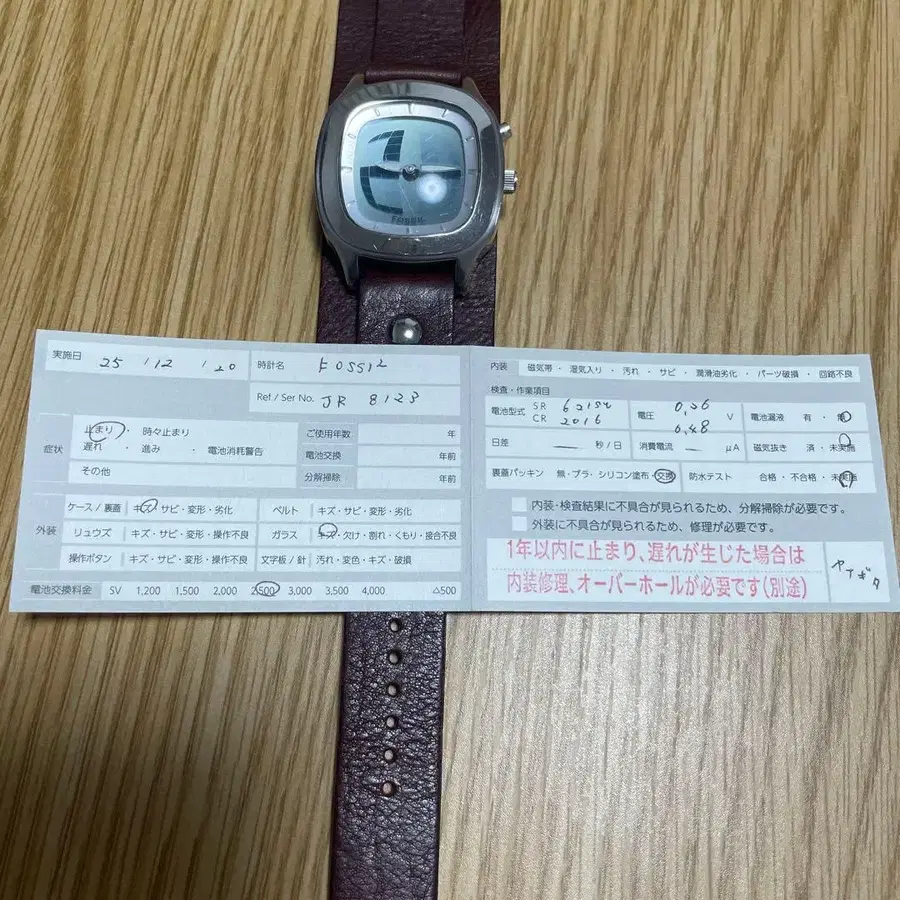 FOSSIL
実施日 25 / 12 / 20
時計名 FOSSIL
Ref / Ser No. JR 8123
症状
止まり ・ 時々止まり
遅れ ・ 進み ・ 電池消耗警告
その他
ご使用年数 年
電池交換 年前
分解掃除 年前
外装
ケース / 裏蓋 キズ・サビ・変形・劣化
ベルト キズ・サビ・変形・劣化
リュウズ キズ・サビ・変形・操作不良
ガラス キズ・欠け・割れ・くもり・接合不良
操作ボタン キズ・サビ・変形・操作不良
文字板 / 針 汚れ・変色・キズ・破損
電池交換料金 SV 1,200 1,500 2,000 2,500 3,000 3,500 4,000 △500
内装 磁気帯・湿気入り・汚れ・サビ・潤滑油劣化・パーツ破損・回路不良
検査・作業項目
電池型式 SR 621SW
CR 2016
電圧 0.36 V
0.48
電池漏液 有・無
日差 — 秒 / 日
消費電流 — μA
磁気抜き 済・未実施
裏蓋パッキン 無・プラ・シリコン塗布・交換
防水テスト 合格・不合格・未実施
内装・検査結果に不具合が見られるため、分解掃除が必要です。
外装に不具合が見られるため、修理が必要です。
1年以内に止まり、遅れが生じた場合は
内装修理、オーバーホールが必要です(別途)
ヤナギタ